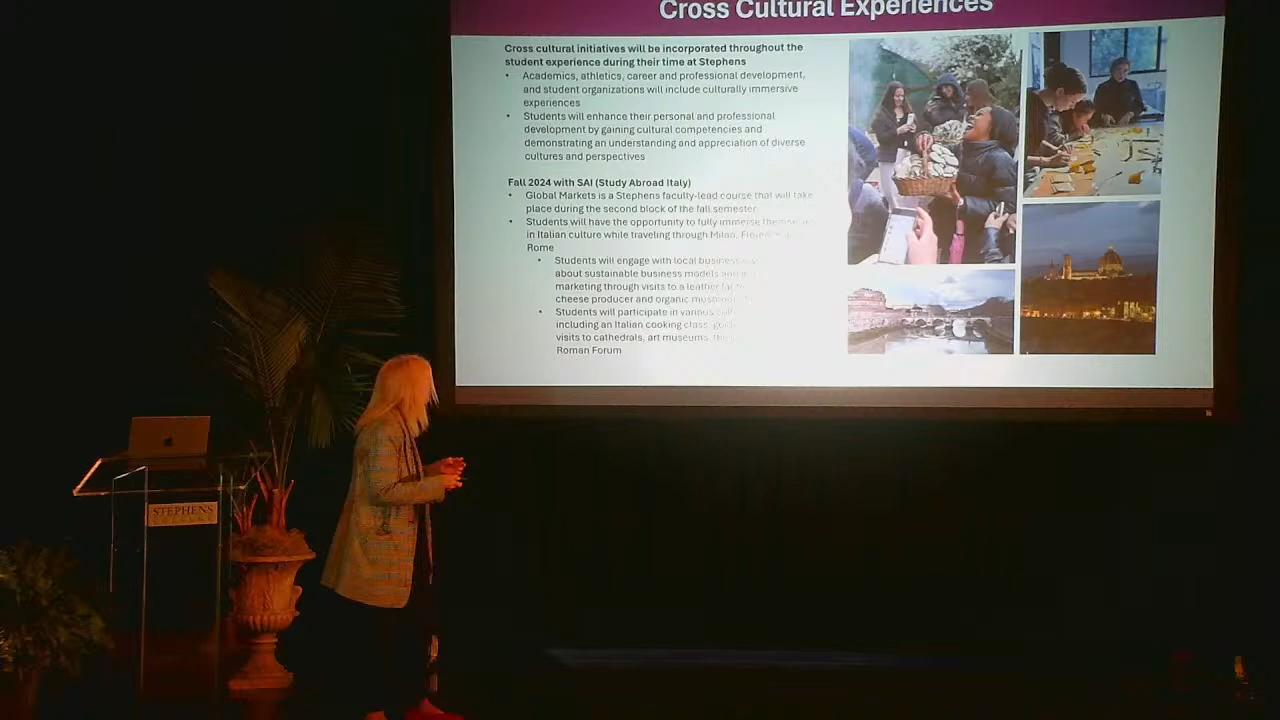 Cross Cultural Experiences
Cross cultural initiatives will be incorporated throughout the
student experience during their time at Stephens
• Academics, athletics, career and professional development,
and student organizations will include culturally immersive
experiences
• Students will enhance their personal and professional
development by gaining cultural competencies and
demonstrating an understanding and appreciation of diverse
cultures and perspectives
Fall 2024 with SAI (Study Abroad Italy)
• Global Markets is a Stephens faculty-lead course that will take
place during the second block of the fall semester
• Students will have the opportunity to fully immerse
in Italian culture while traveling through Milan,
Rome
• Students will engage with local business
about sustainable business models
marketing through visits to a leather
cheese producer and organic
• Students will participate in various
including an Italian cooking class,
visits to cathedrals, art museums,
Roman Forum
STEPHENS
COLLEGE